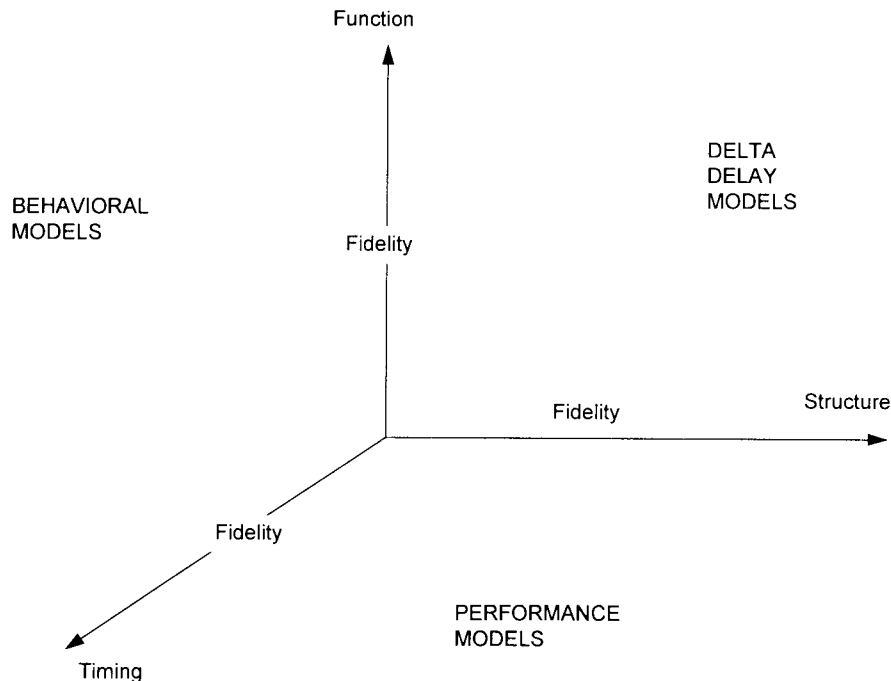 Function
DELTA
DELAY
MODELS
BEHAVIORAL
MODELS
Fidelity
Fidelity
Structure
Fidelity
PERFORMANCE
MODELS
Timing